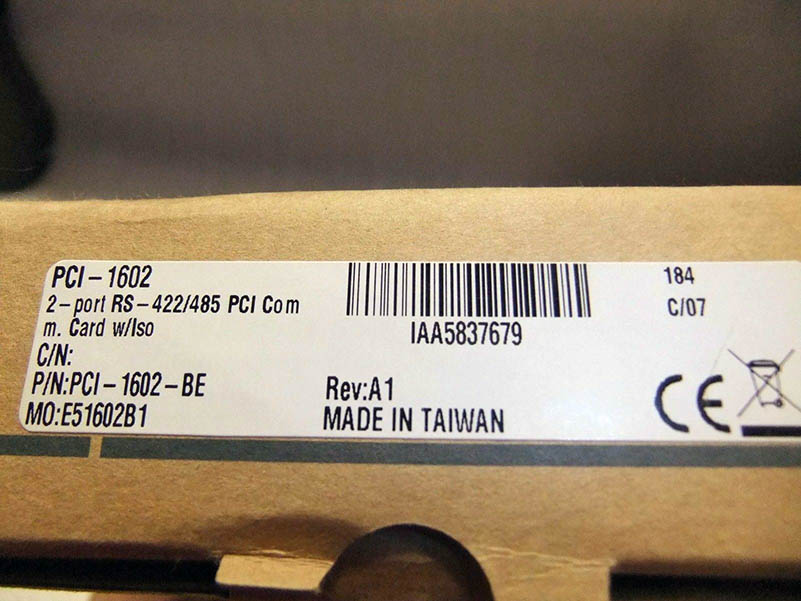 PCI-1602
2-port RS-422/485 PCI Com
m. Card w/Iso
C/N:
P/N:PCI-1602-BE
MO:E51602B1
IAA5837679
Rev:A1
MADE IN TAIWAN
184
C/07
CE